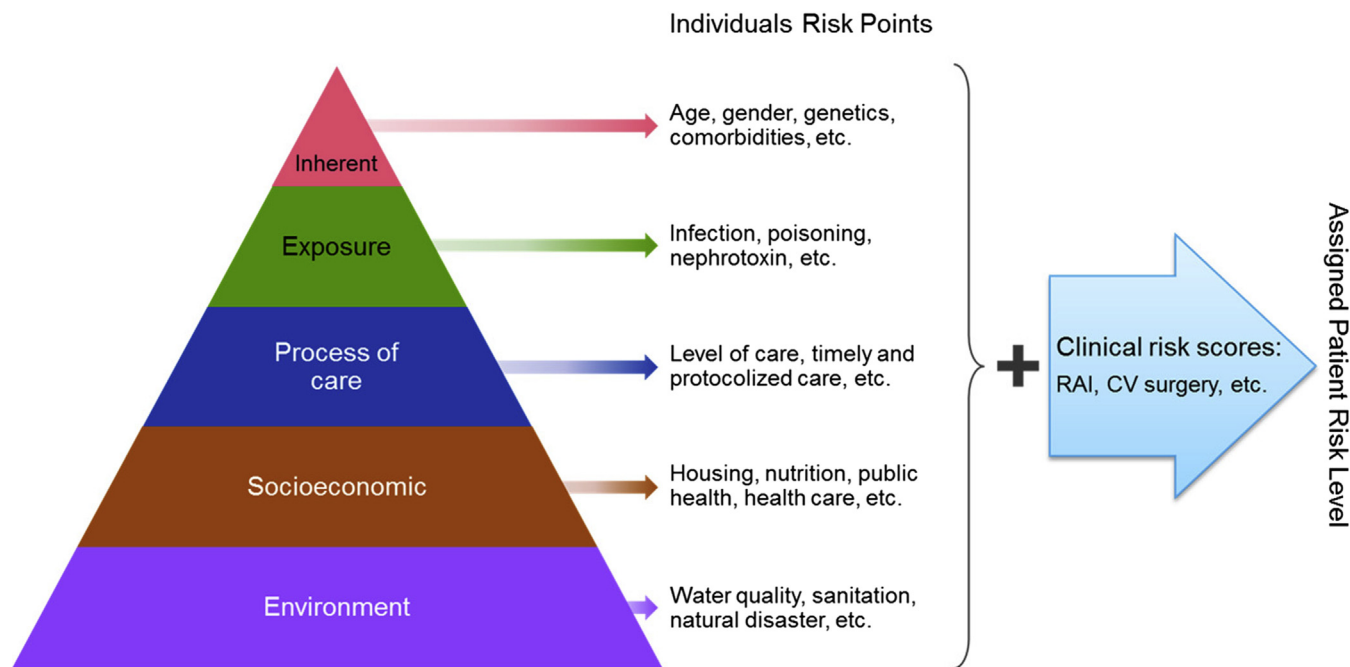 Individuals Risk Points
Inherent
Age, gender, genetics,
comorbidities, etc.
Exposure
Infection, poisoning,
nephrotoxin, etc.
Process of
care
Level of care, timely and
protocolized care, etc.
Socioeconomic
Housing, nutrition, public
health, health care, etc.
Environment
Water quality, sanitation,
natural disaster, etc.
+
Clinical risk scores:
RAI, CV surgery, etc.
Assigned Patient Risk Level